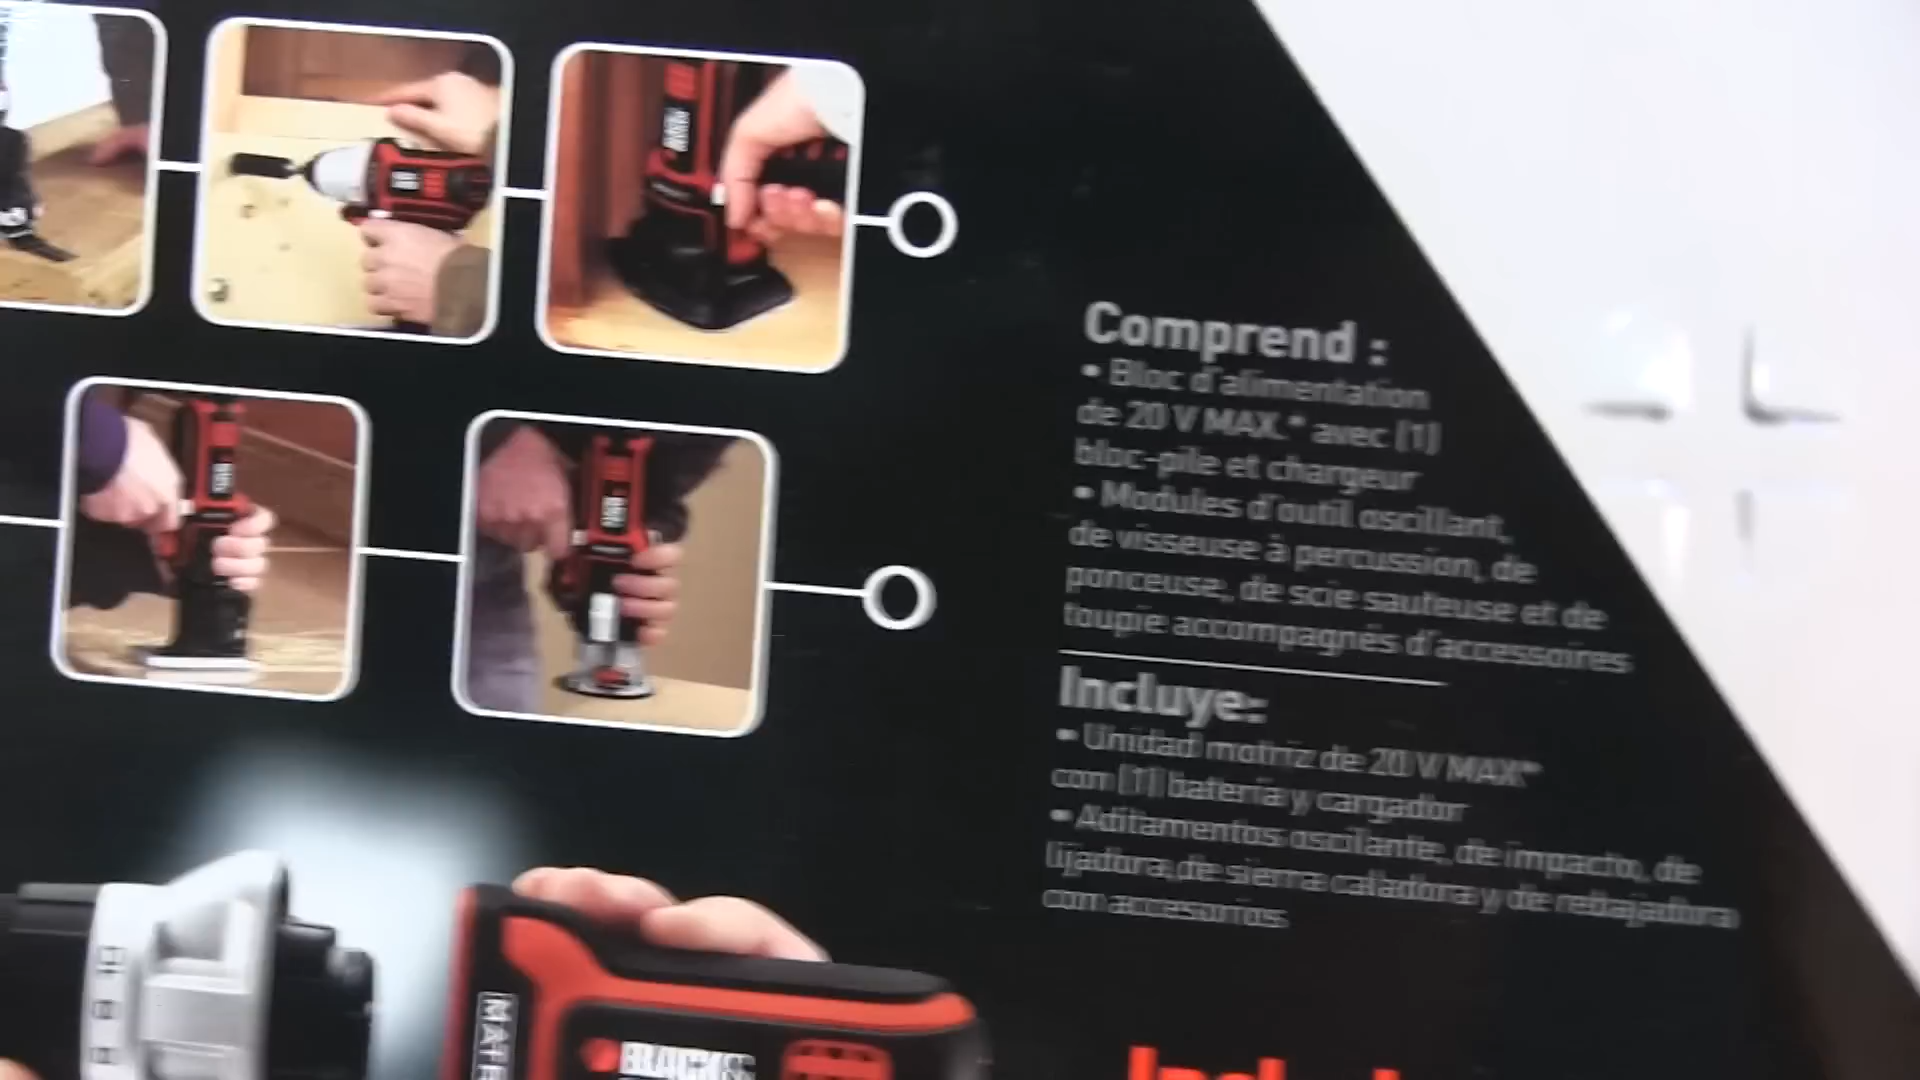 Comprend :
• Bloc d'alimentation
de 20 V MAX.* avec (1)
bloc-pile et chargeur
• Modules d'outil oscillant,
de visseuse à percussion, de
ponceuse, de scie sauteuse et de
toupie accompagnés d'accessoires
Incluye:
• Unidad motriz de 20 V MAX*
con (1) batería y cargador
• Aditamentos oscilante, de impacto, de
lijadora, de sierra caladora y de rebajadora
con accesorios.
MATR
BLACK